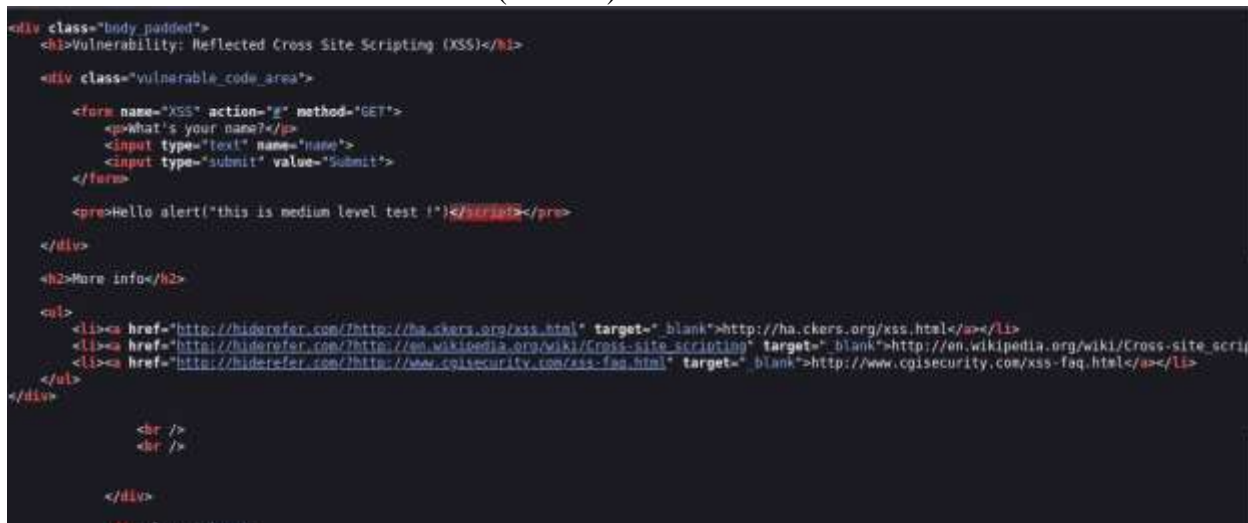 <div class="body_padded">
<h1>Vulnerability: Reflected Cross Site Scripting (XSS)</h1>
<div class="vulnerable_code_area">
<form name="XSS" action="#" method="GET">
<p>What's your name?</p>
<input type="text" name="name">
<input type="submit" value="Submit">
</form>
<pre>Hello alert("this is medium level test !")</script></pre>
</div>
<h2>More info</h2>
<ul>
<li><a href="http://hiderefer.com/?http://ha.ckers.org/xss.html" target="_blank">http://ha.ckers.org/xss.html</a></li>
<li><a href="http://hiderefer.com/?http://en.wikipedia.org/wiki/Cross-site_scripting" target="_blank">http://en.wikipedia.org/wiki/Cross-site_scrip
<li><a href="http://hiderefer.com/?http://www.cgisecurity.com/xss-faq.html" target="_blank">http://www.cgisecurity.com/xss-faq.html</a></li>
</ul>
</div>
<br />
<br />
</div>